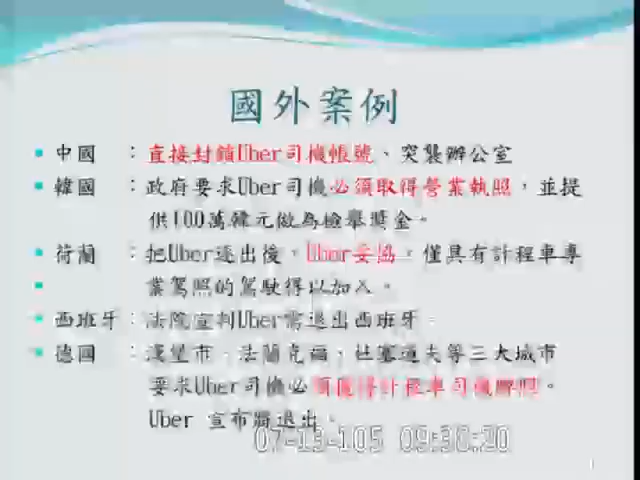 國外案例
中國 ：直接封鎖Uber司機帳號、突襲辦公室
韓國 ：政府要求Uber司機必須取得營業執照，並提
供100萬韓元做為檢舉獎金。
荷蘭 ：把Uber逐出後，Uber妥協，僅具有計程車專
業駕照的駕駛得以加入。
西班牙：法院宣判Uber需退出西班牙。
德國 ：漢堡市、法蘭克福、杜塞道夫等三大城市
要求Uber司機必須獲得計程車司機牌照。
Uber 宣布將退出。
07-13-105 09:38:20